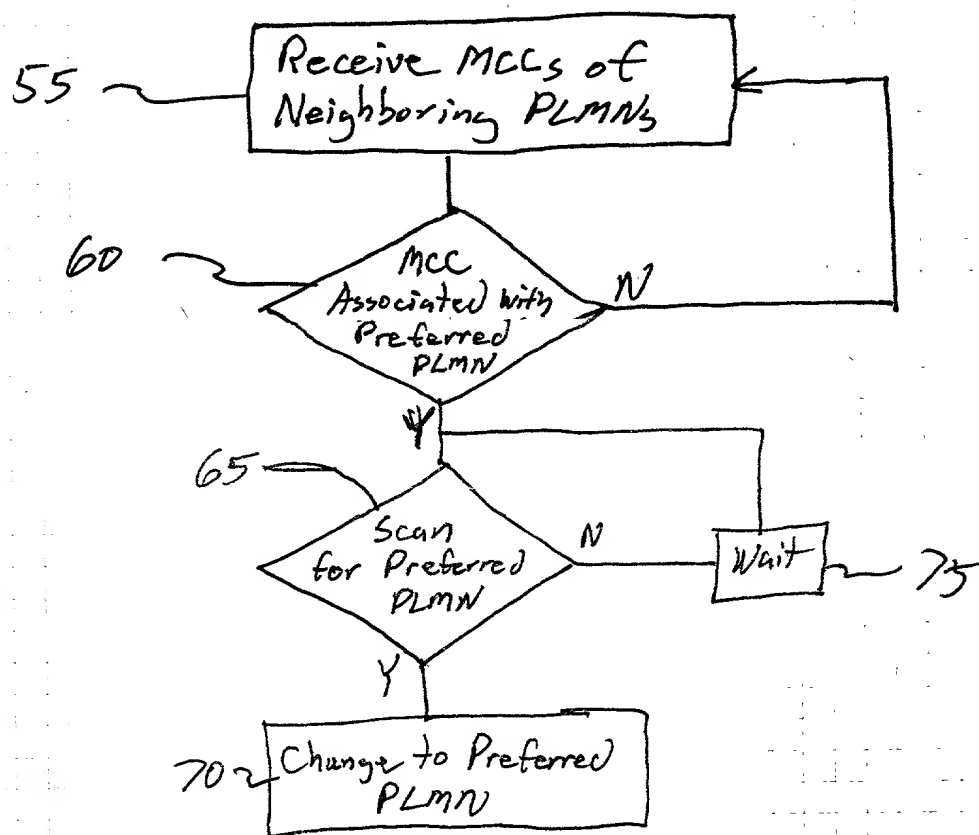 55
Receive MCCs of
Neighboring PLMNs
60
MCC
Associated with
Preferred
PLMN
N
Y
65
Scan
for Preferred
PLMN
N
Wait
75
Y
70
Change to Preferred
PLMN